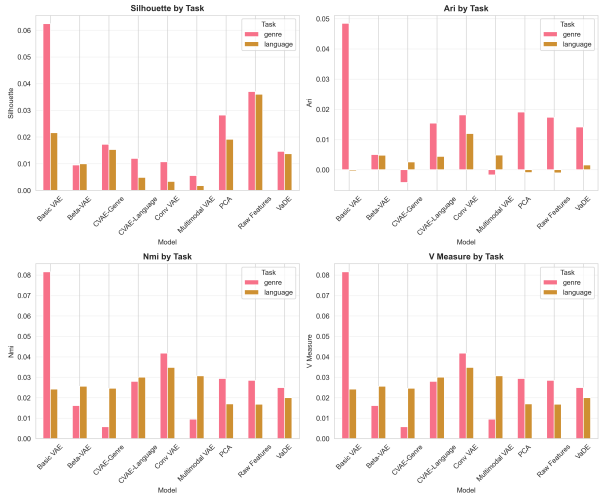 Silhouette by Task
Silhouette
0.06
0.05
0.04
0.03
0.02
0.01
0.00
Task
genre
language
Basic VAE
Beta-VAE
CVAE-Genre
CVAE-Language
Conv VAE
Multimodal VAE
PCA
Raw Features
VaDE
Model
Ari by Task
Ari
0.05
0.04
0.03
0.02
0.01
0.00
Task
genre
language
Basic VAE
Beta-VAE
CVAE-Genre
CVAE-Language
Conv VAE
Multimodal VAE
PCA
Raw Features
VaDE
Model
Nmi by Task
Nmi
0.08
0.07
0.06
0.05
0.04
0.03
0.02
0.01
0.00
Task
genre
language
Basic VAE
Beta-VAE
CVAE-Genre
CVAE-Language
Conv VAE
Multimodal VAE
PCA
Raw Features
VaDE
Model
V Measure by Task
V Measure
0.08
0.07
0.06
0.05
0.04
0.03
0.02
0.01
0.00
Task
genre
language
Basic VAE
Beta-VAE
CVAE-Genre
CVAE-Language
Conv VAE
Multimodal VAE
PCA
Raw Features
VaDE
Model